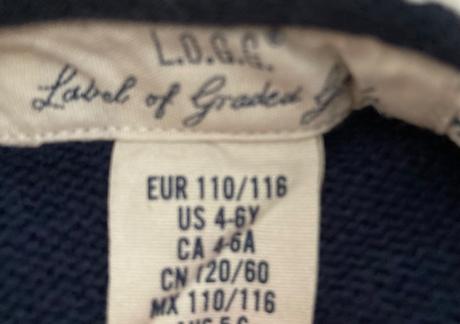 L.O.G.G.
Label of Graded
EUR 110/116
US 4-6Y
CA 4-6A
CN 120/60
MX 110/116